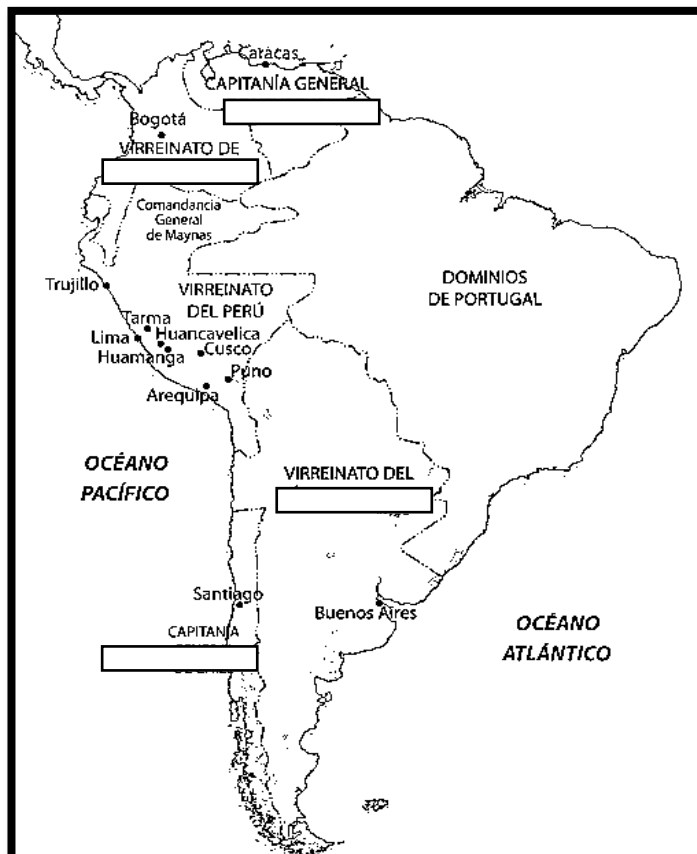 Caracas
CAPITANÍA GENERAL
Bogotá
VIRREINATO DE
Comandancia
General
de Maynas
Trujillo
VIRREINATO
DEL PERÚ
DOMINIOS
DE PORTUGAL
Tarma
Lima
Huancavelica
Huamanga
Cusco
Puno
Arequipa
OCÉANO
PACÍFICO
VIRREINATO DEL
Santiago
Buenos Aires
CAPITANÍA
OCÉANO
ATLÁNTICO